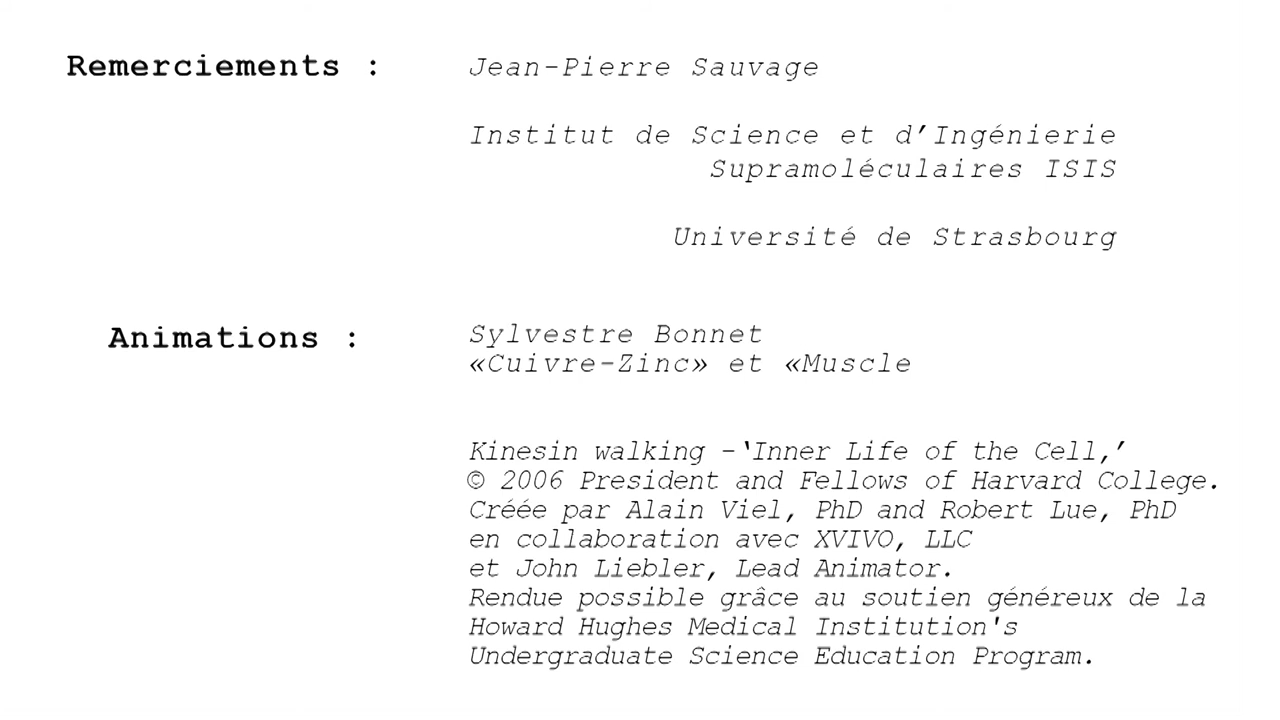 Remerciements : Jean-Pierre Sauvage
Institut de Science et d’Ingénierie
Supramoléculaires ISIS
Université de Strasbourg
Animations : Sylvestre Bonnet
«Cuivre-Zinc» et «Muscle
Kinesin walking -‘Inner Life of the Cell,’
© 2006 President and Fellows of Harvard College.
Créée par Alain Viel, PhD and Robert Lue, PhD
en collaboration avec XVIVO, LLC
et John Liebler, Lead Animator.
Rendue possible grâce au soutien généreux de la
Howard Hughes Medical Institution's
Undergraduate Science Education Program.